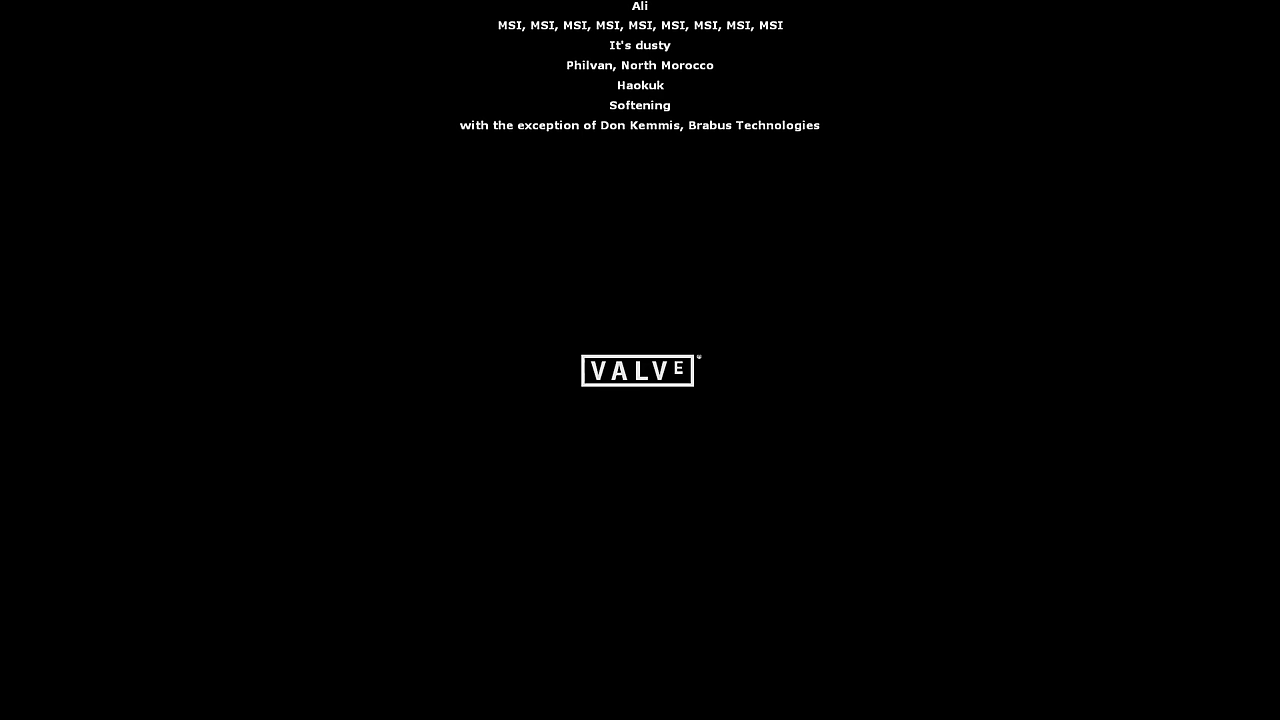 Ali
MSI, MSI, MSI, MSI, MSI, MSI, MSI, MSI, MSI
It's dusty
Philvan, North Morocco
Haokuk
Softening
with the exception of Don Kemmis, Brabus Technologies
VALVE